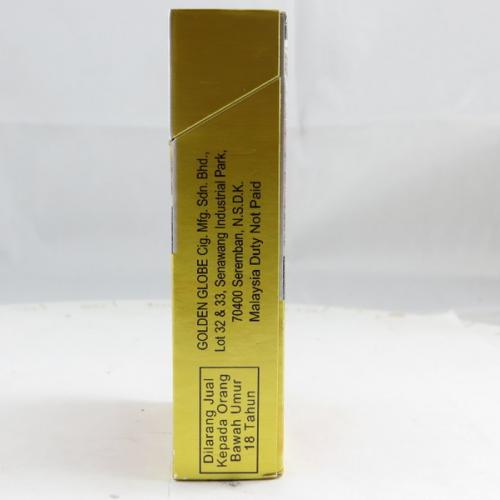 GOLDEN GLOBE Cig. Mfg. Sdn. Bhd.,
Lot 32 & 33, Senawang Industrial Park,
70400 Seremban, N.S.D.K.
Malaysia Duty Not Paid
Dilarang Jual
Kepada Orang
Bawah Umur
18 Tahun